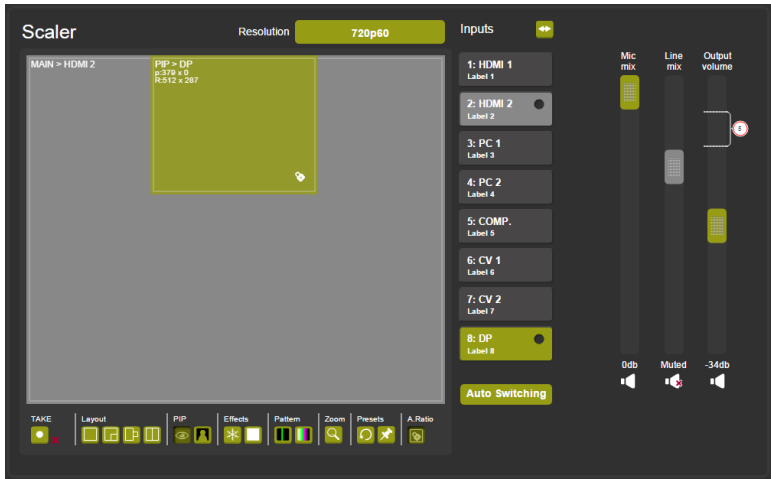 Scaler
Resolution
720p60
Inputs
MAIN > HDMI 2
PIP > DP
p:379 x 0
R:512 x 287
1: HDMI 1
Label 1
2: HDMI 2
Label 2
3: PC 1
Label 3
4: PC 2
Label 4
5: COMP.
Label 5
6: CV 1
Label 6
7: CV 2
Label 7
8: DP
Label 8
Auto Switching
Mic
mix
Line
mix
Output
volume
5
0db
Muted
-34db
TAKE
Layout
PIP
Effects
Pattern
Zoom
Presets
A.Ratio